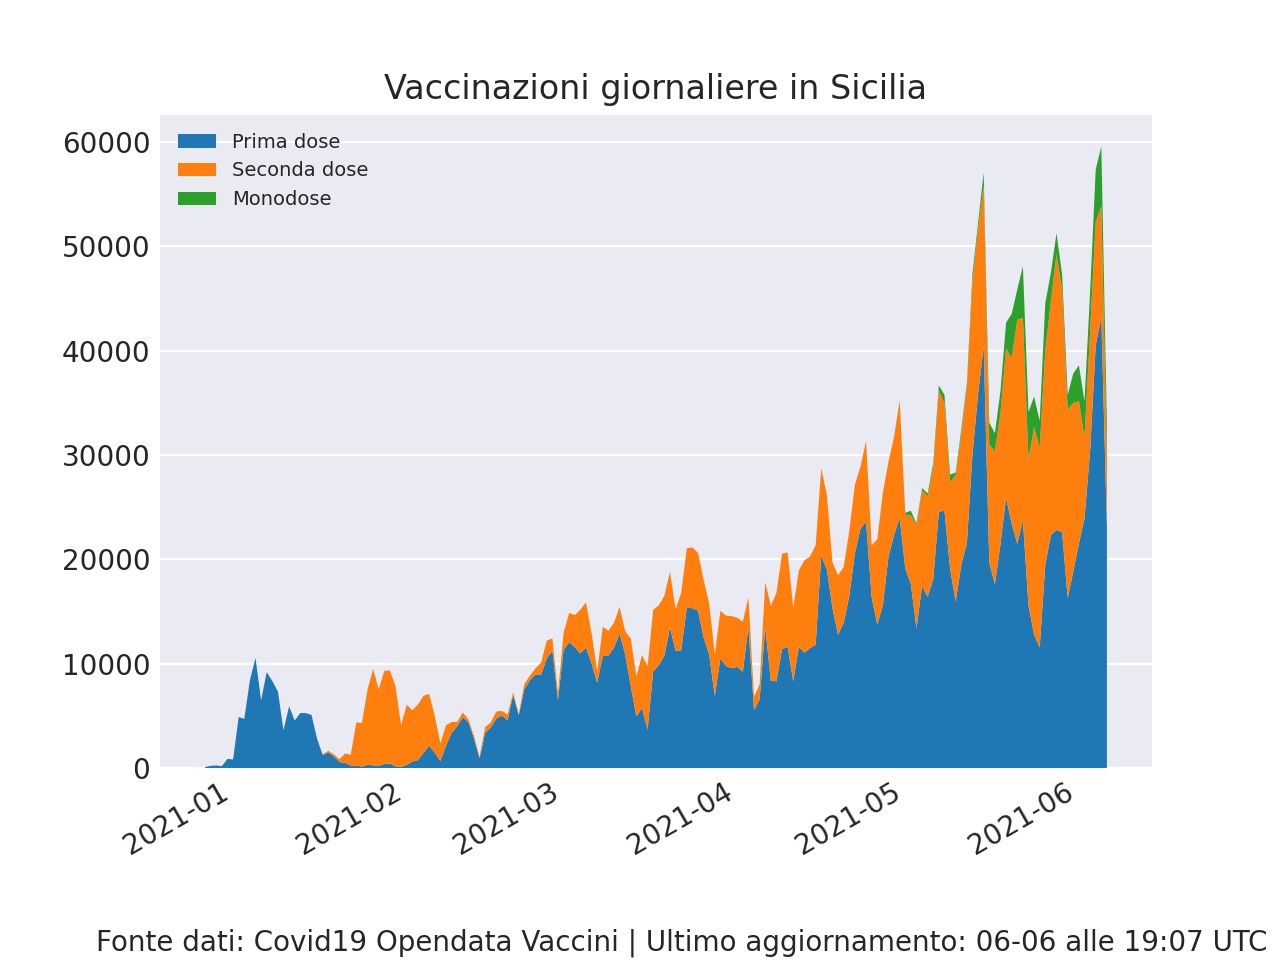 Vaccinazioni giornaliere in Sicilia
Prima dose
Seconda dose
Monodose
60000
50000
40000
30000
20000
10000
0
2021-01
2021-02
2021-03
2021-04
2021-05
2021-06
Fonte dati: Covid19 Opendata Vaccini | Ultimo aggiornamento: 06-06 alle 19:07 UTC